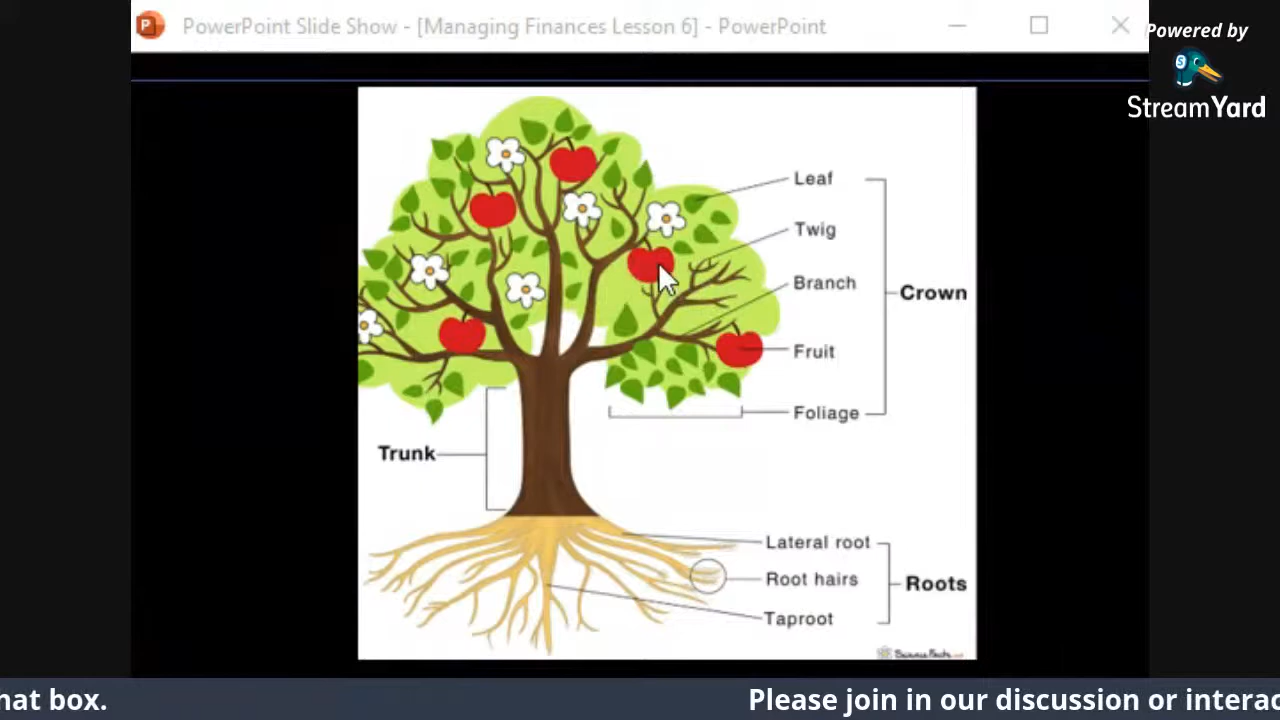 PowerPoint Slide Show - [Managing Finances Lesson 6] - PowerPoint
Powered by
StreamYard
Leaf
Twig
Branch
Crown
Fruit
Foliage
Trunk
Lateral root
Root hairs
Roots
Taproot
hat box.
Please join in our discussion or interac